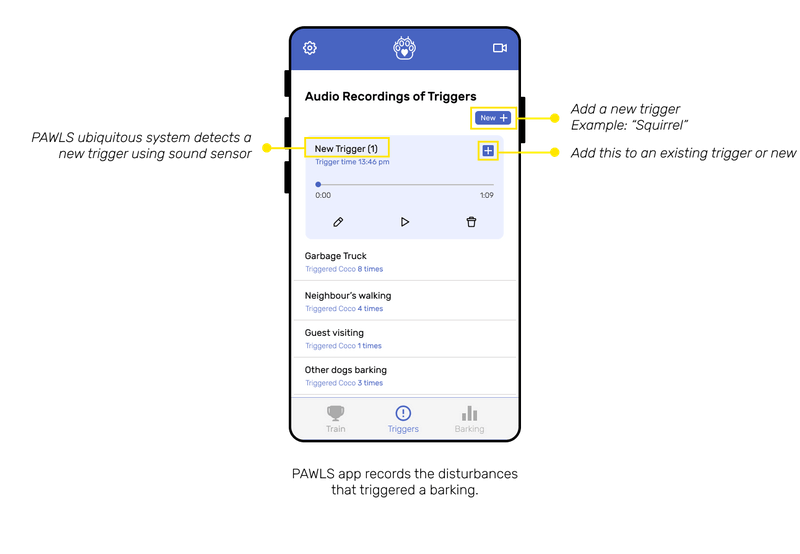 Audio Recordings of Triggers
New +
Add a new trigger
Example: “Squirrel”
PAWLS ubiquitous system detects a
new trigger using sound sensor
New Trigger (1)
Trigger time 13:46 pm
Add this to an existing trigger or new
0:00
1:09
Garbage Truck
Triggered Coco 8 times
Neighbour’s walking
Triggered Coco 4 times
Guest visiting
Triggered Coco 1 times
Other dogs barking
Triggered Coco 3 times
Train
Triggers
Barking
PAWLS app records the disturbances
that triggered a barking.